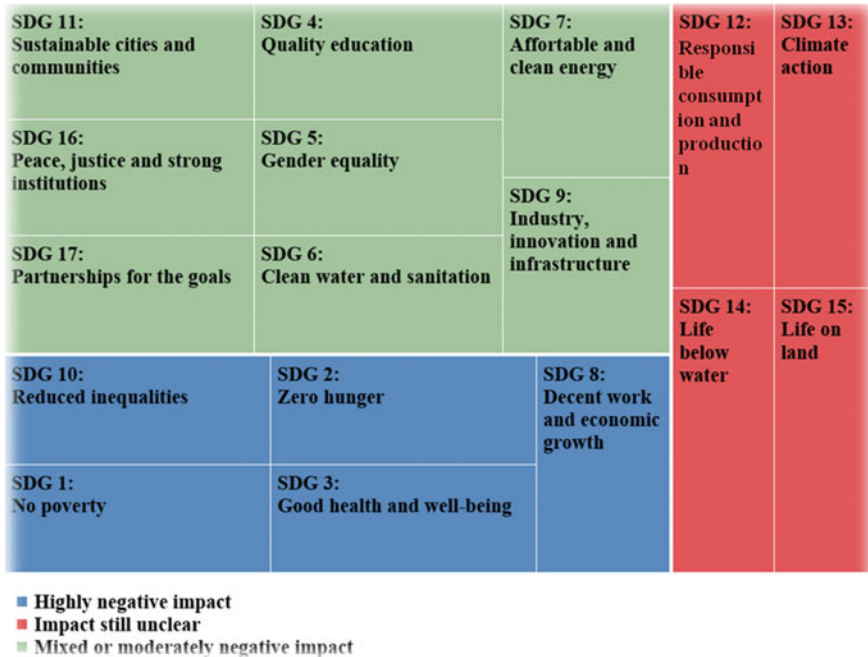 SDG 11:
Sustainable cities and
communities
SDG 4:
Quality education
SDG 7:
Affortable and
clean energy
SDG 12:
Responsi
ble
consumpt
ion and
productio
n
SDG 13:
Climate
action
SDG 16:
Peace, justice and strong
institutions
SDG 5:
Gender equality
SDG 9:
Industry,
innovation and
infrastructure
SDG 17:
Partnerships for the goals
SDG 6:
Clean water and sanitation
SDG 14:
Life
below
water
SDG 15:
Life on
land
SDG 10:
Reduced inequalities
SDG 2:
Zero hunger
SDG 8:
Decent work
and economic
growth
SDG 1:
No poverty
SDG 3:
Good health and well-being
Highly negative impact
Impact still unclear
Mixed or moderately negative impact